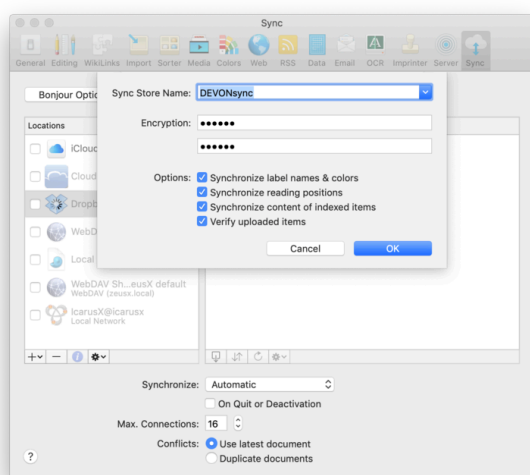 Sync
General Editing WikiLinks Import Sorter Media Colors Web RSS Data Email OCR Imprinter Server Sync
Bonjour Optio
Sync Store Name: DEVONsync
Encryption: ••••••
••••••
Options: Synchronize label names & colors
Synchronize reading positions
Synchronize content of indexed items
Verify uploaded items
Cancel OK
Locations
iCloud
Cloud
Dropb
WebD
Local
WebDAV Sh...eusX default
WebDAV (zeusx.local)
IcarusX@icarusx
Local Network
Synchronize: Automatic
On Quit or Deactivation
Max. Connections: 16
Conflicts: Use latest document
Duplicate documents
?